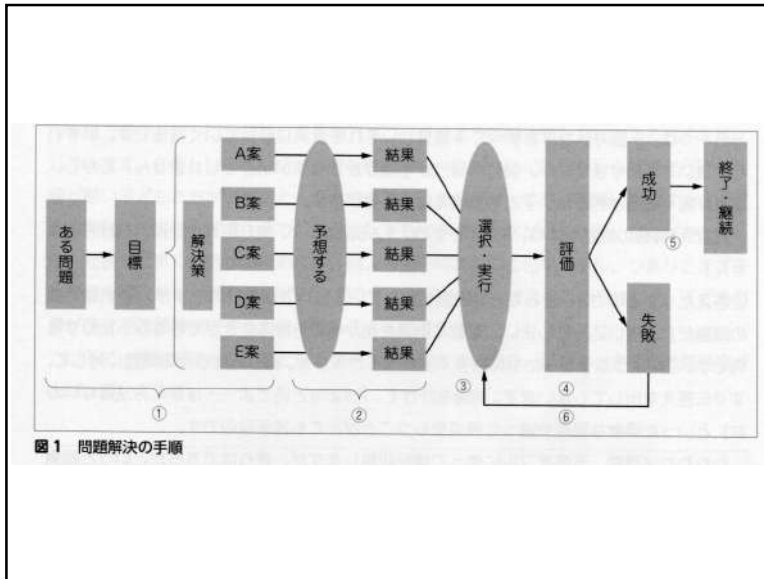 ある問題
目標
解決策
A案
B案
C案
D案
E案
予想する
結果
結果
結果
結果
結果
選択・実行
評価
成功
失敗
終了・継続
①
②
③
④
⑤
⑥
図1 問題解決の手順